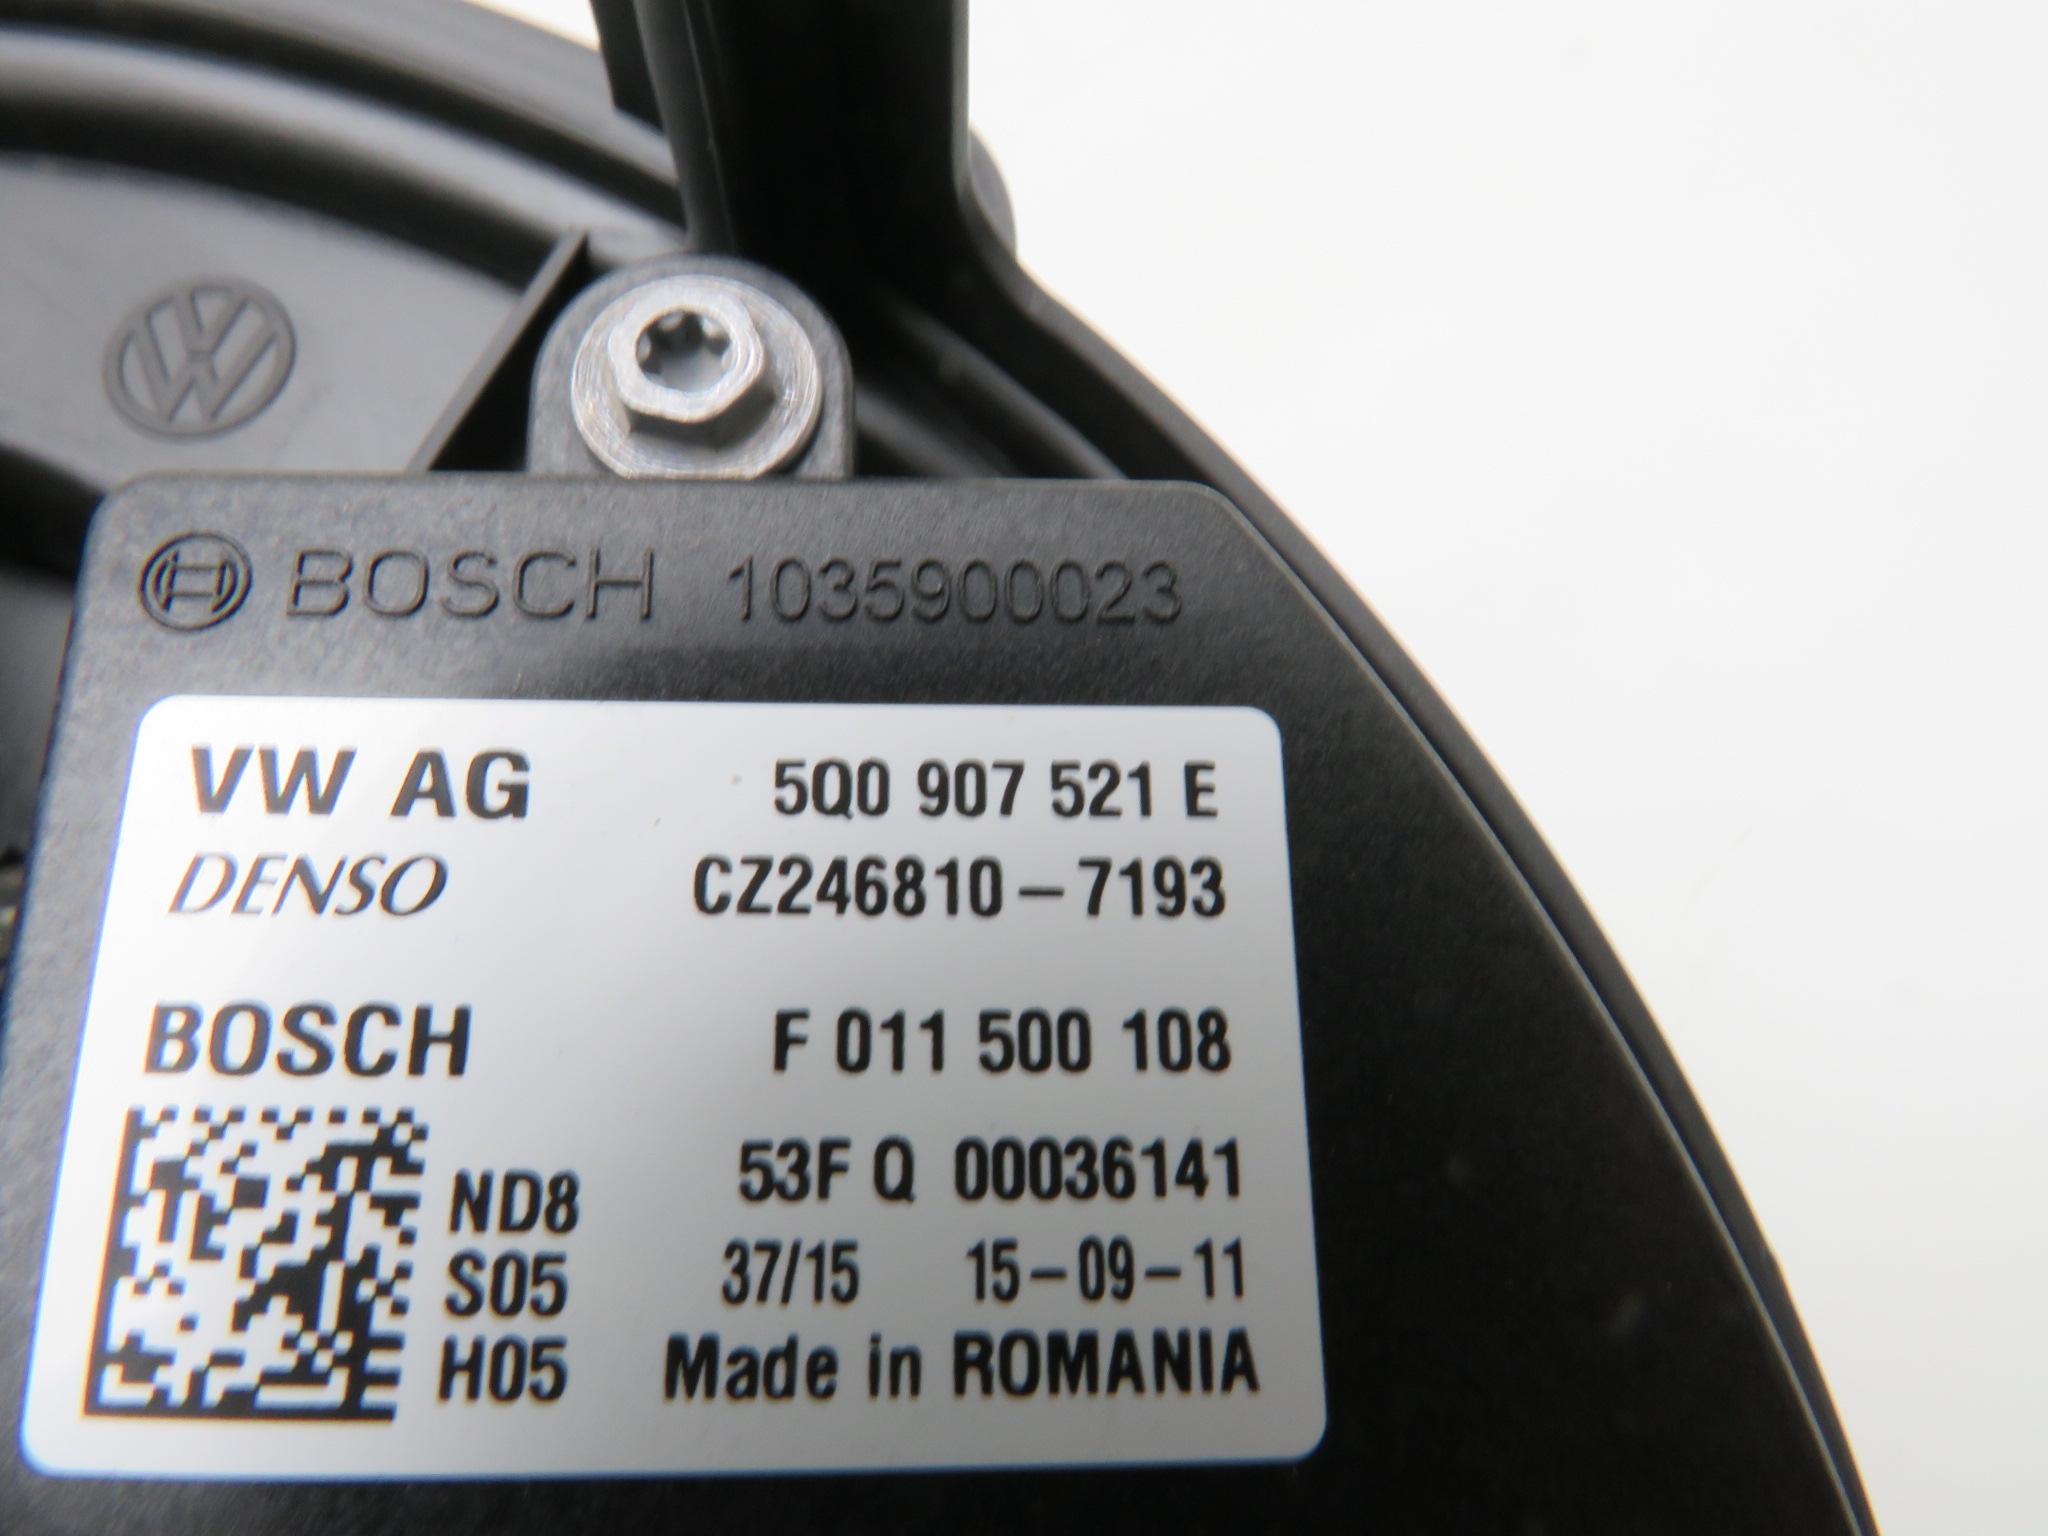 BOSCH 1035900023
VW AG 5Q0 907 521 E
DENSO CZ246810-7193
BOSCH F 011 500 108
53F Q 00036141
ND8
S05 37/15 15-09-11
H05 Made in ROMANIA